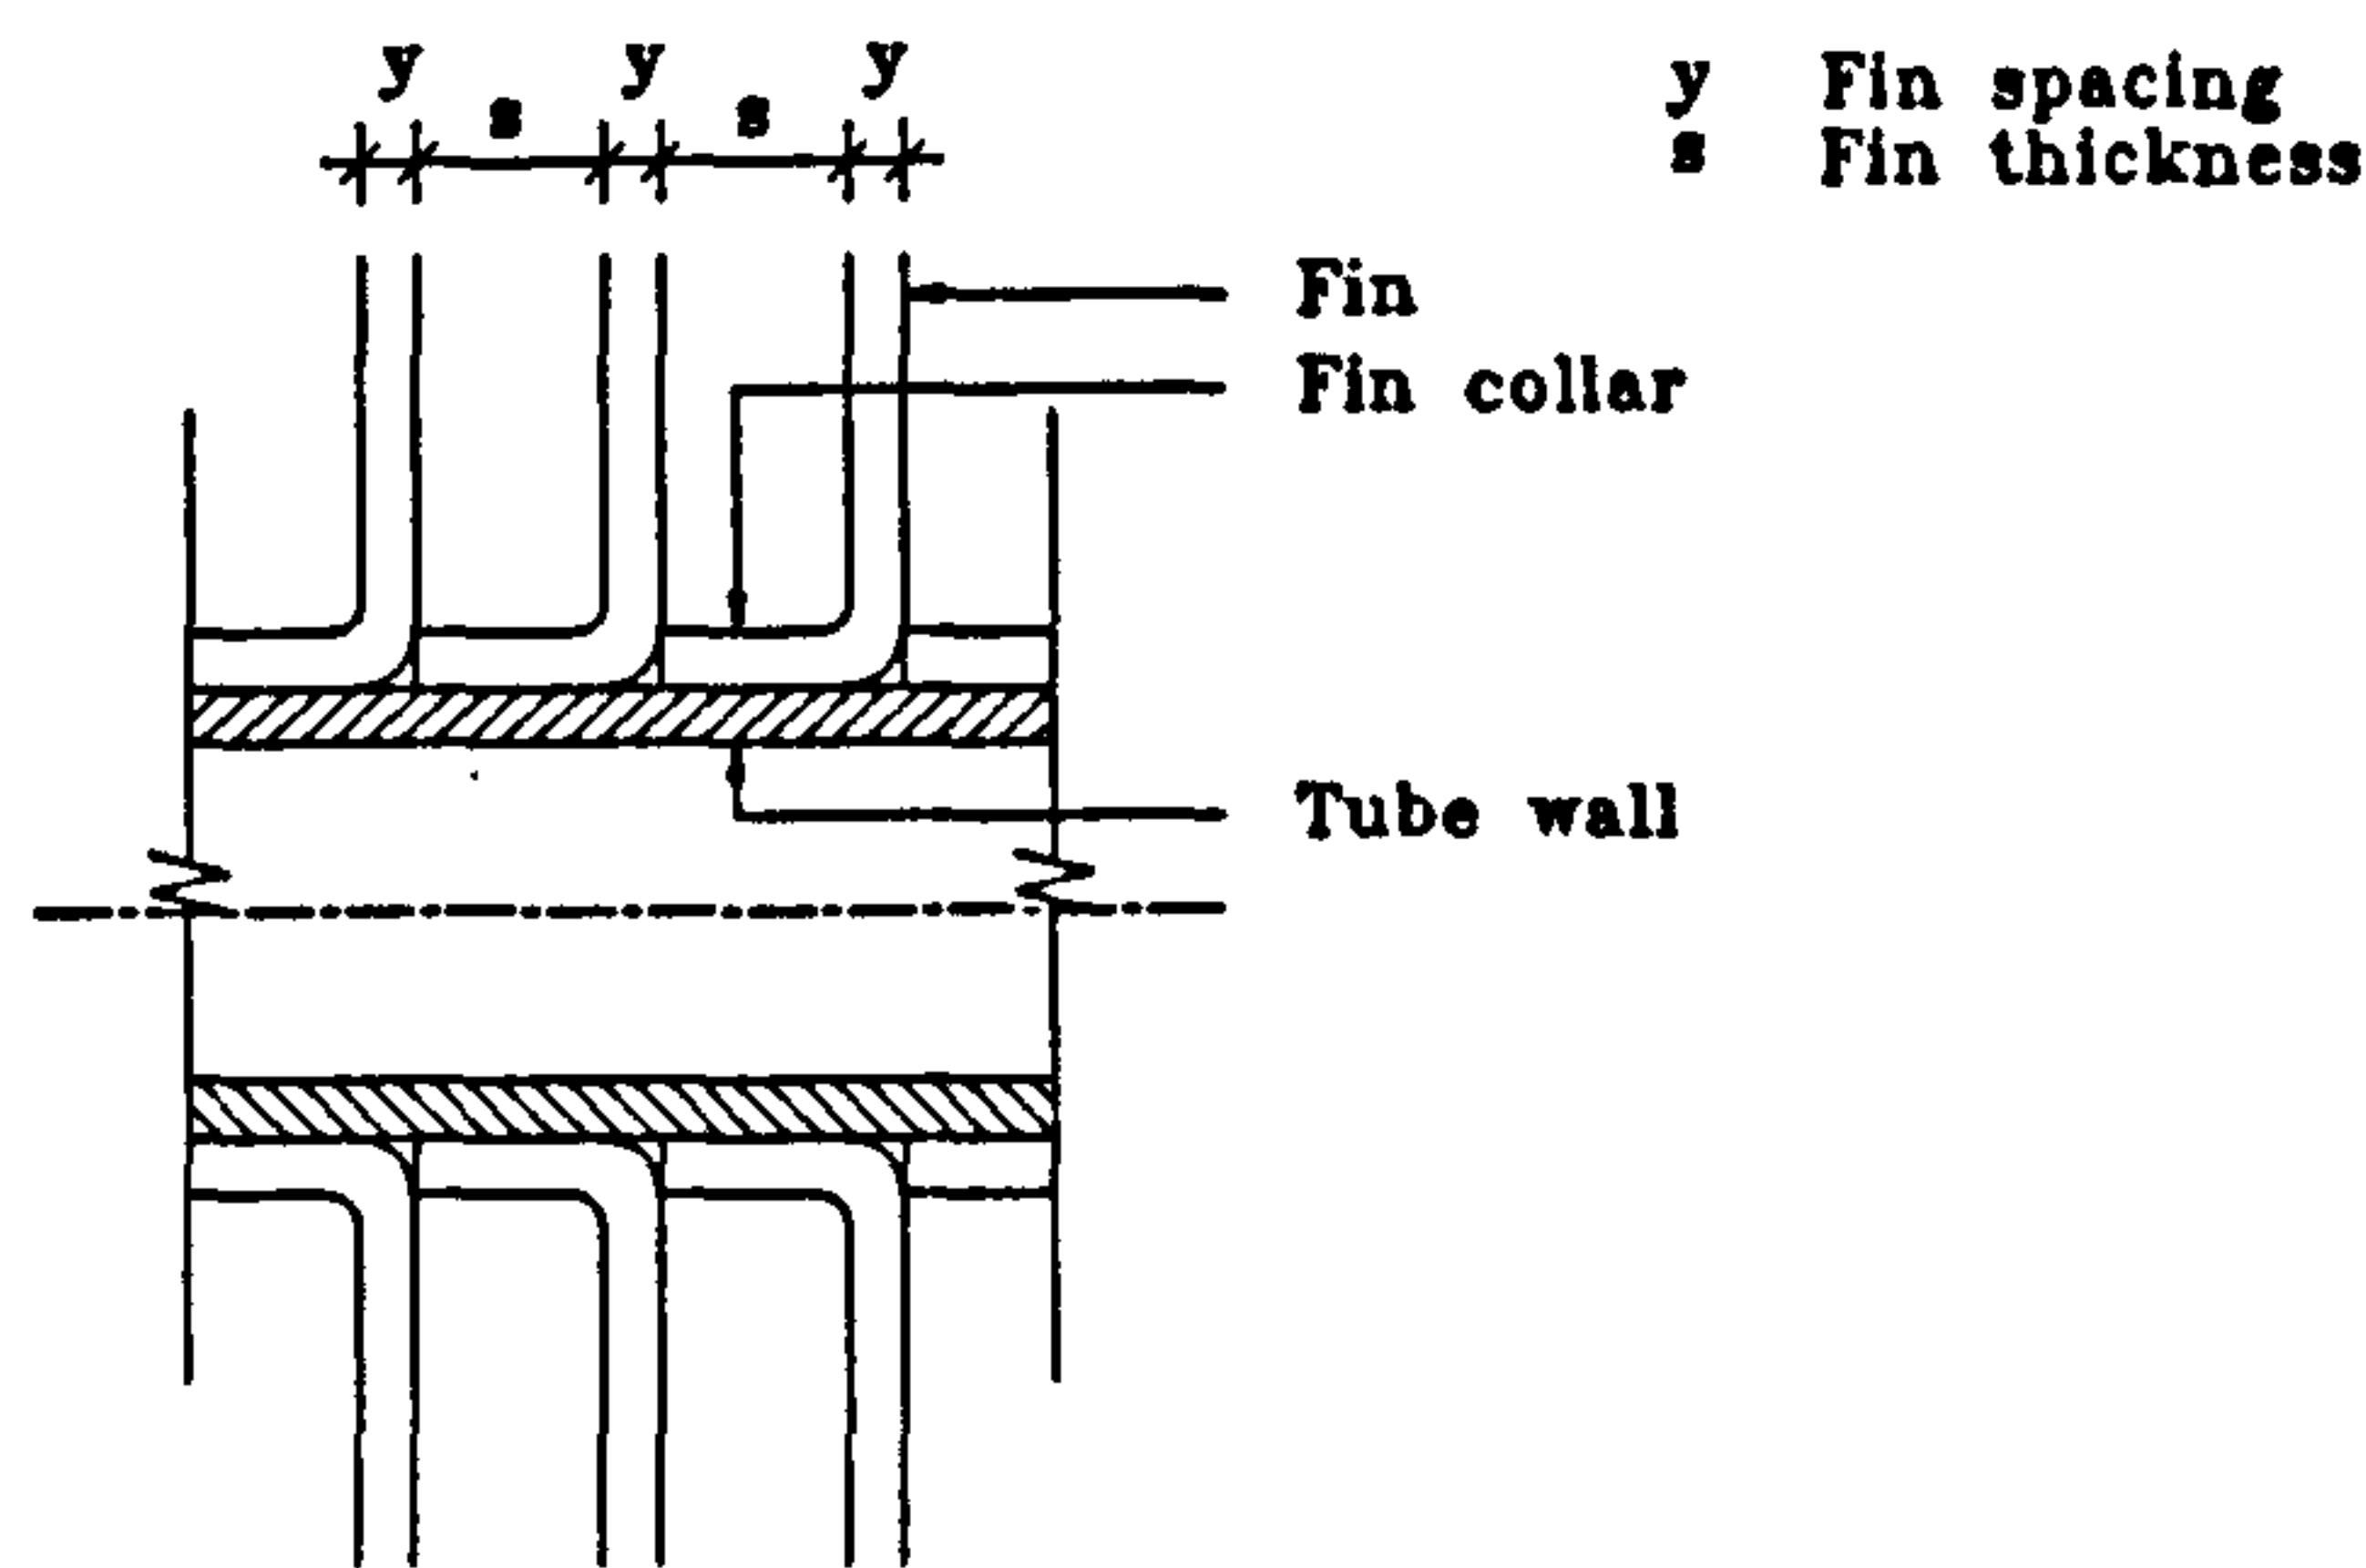 y y y
s s
y Fin spacing
s Fin thickness
Fin
Fin collar
Tube wall